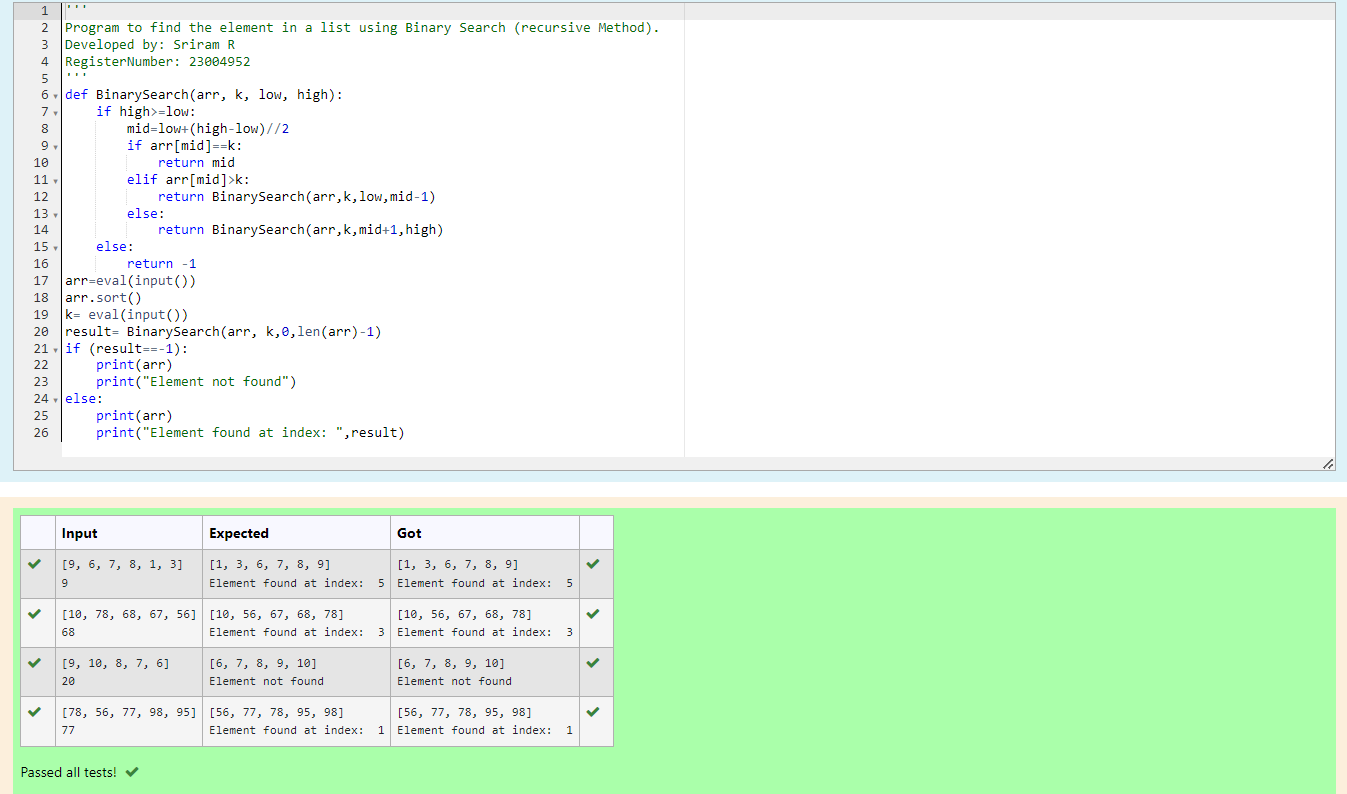 1 '''
2 Program to find the element in a list using Binary Search (recursive Method).
3 Developed by: Sriram R
4 RegisterNumber: 23004952
5 '''
6 def BinarySearch(arr, k, low, high):
7     if high>=low:
8         mid=low+(high-low)//2
9         if arr[mid]==k:
10             return mid
11         elif arr[mid]>k:
12             return BinarySearch(arr,k,low,mid-1)
13         else:
14             return BinarySearch(arr,k,mid+1,high)
15     else:
16         return -1
17 arr=eval(input())
18 arr.sort()
19 k= eval(input())
20 result= BinarySearch(arr, k,0,len(arr)-1)
21 if (result==-1):
22     print(arr)
23     print("Element not found")
24 else:
25     print(arr)
26     print("Element found at index: ",result)
Input Expected Got
[9, 6, 7, 8, 1, 3] [1, 3, 6, 7, 8, 9] [1, 3, 6, 7, 8, 9]
9 Element found at index:  5 Element found at index:  5
[10, 78, 68, 67, 56] [10, 56, 67, 68, 78] [10, 56, 67, 68, 78]
68 Element found at index:  3 Element found at index:  3
[9, 10, 8, 7, 6] [6, 7, 8, 9, 10] [6, 7, 8, 9, 10]
20 Element not found Element not found
[78, 56, 77, 98, 95] [56, 77, 78, 95, 98] [56, 77, 78, 95, 98]
77 Element found at index:  1 Element found at index:  1
Passed all tests!